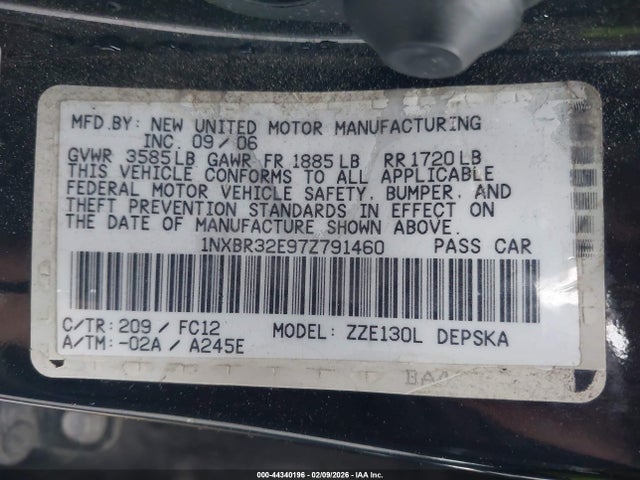 MFD.BY: NEW UNITED MOTOR MANUFACTURING
INC. 09/06
GVWR 3585LB GAWR FR 1885LB RR1720LB
THIS VEHICLE CONFORMS TO ALL APPLICABLE
FEDERAL MOTOR VEHICLE SAFETY, BUMPER, AND
THEFT PREVENTION STANDARDS IN EFFECT ON
THE DATE OF MANUFACTURE SHOWN ABOVE.
1NXBR32E97Z791460 PASS CAR
C/TR: 209 / FC12 MODEL: ZZE130L DEPSKA
A/TM: -02A / A245E
000-44340196 - 02/09/2026 - IAA Inc.